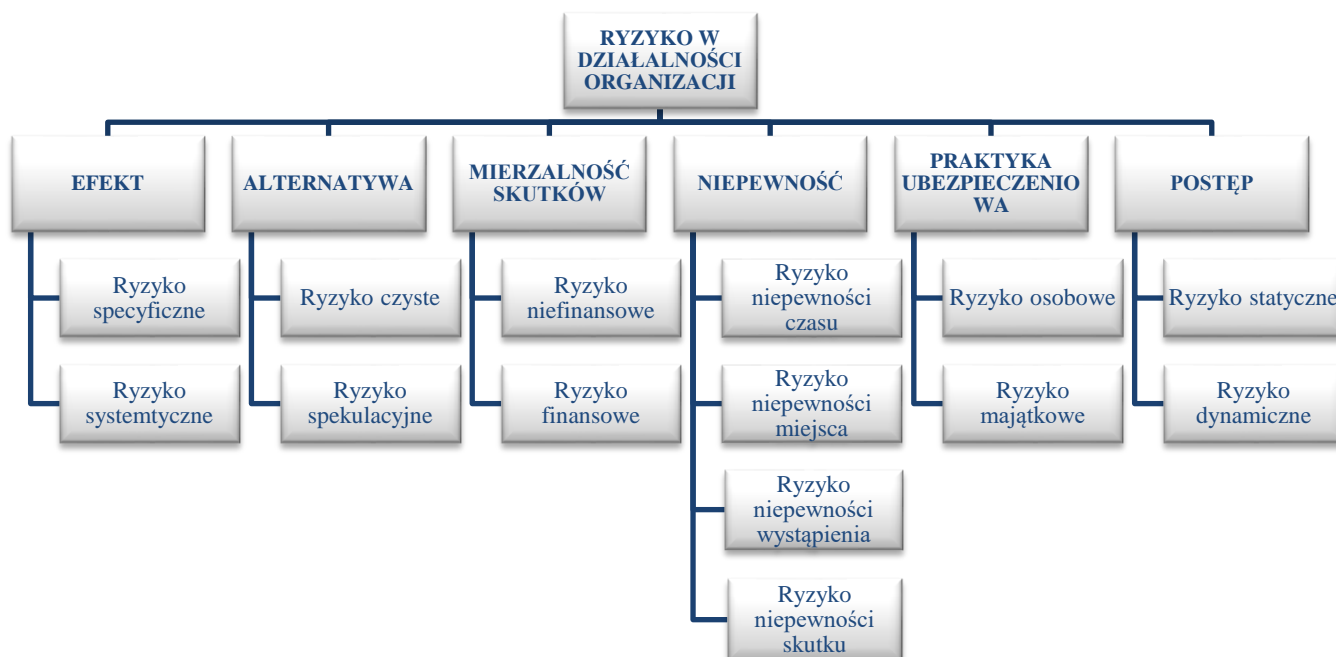 RYZYKO W
DZIAŁALNOŚCI
ORGANIZACJI
EFEKT
ALTERNATYWA
MIERZALNOŚĆ
SKUTKÓW
NIEPEWNOŚĆ
PRAKTYKA
UBEZPIECZENIO
WA
POSTĘP
Ryzyko
specyficzne
Ryzyko
systemtyczne
Ryzyko czyste
Ryzyko
spekulacyjne
Ryzyko
niefinansowe
Ryzyko
finansowe
Ryzyko
niepewności
czasu
Ryzyko
niepewności
miejsca
Ryzyko
niepewności
wystąpienia
Ryzyko
niepewności
skutku
Ryzyko osobowe
Ryzyko
majątkowe
Ryzyko statyczne
Ryzyko
dynamiczne